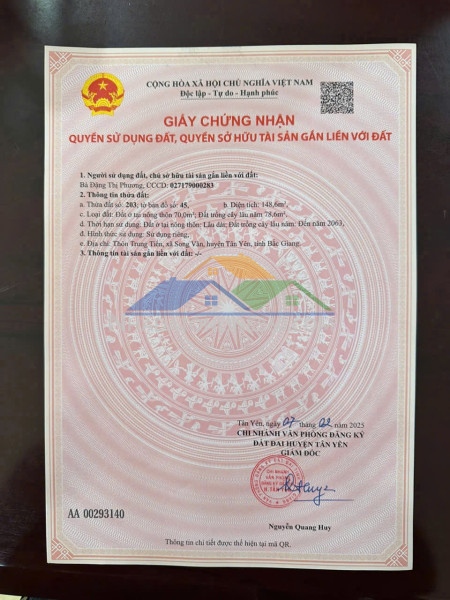 CỘNG HÒA XÃ HỘI CHỦ NGHĨA VIỆT NAM
Độc lập - Tự do - Hạnh phúc
GIẤY CHỨNG NHẬN
QUYỀN SỬ DỤNG ĐẤT, QUYỀN SỞ HỮU TÀI SẢN GẮN LIỀN VỚI ĐẤT
1. Người sử dụng đất, chủ sở hữu tài sản gắn liền với đất:
Bà Đặng Thị Phương, CCCD: 027179000283
2. Thông tin thửa đất:
a. Thửa đất số: 203; tờ bản đồ số: 45, b. Diện tích: 148,6m²,
c. Loại đất: Đất ở tại nông thôn 70,0m²; Đất trồng cây lâu năm 78,6m².
d. Thời hạn sử dụng: Đất ở tại nông thôn: Lâu dài; Đất trồng cây lâu năm: Đến năm 2063,
đ. Hình thức sử dụng: Sử dụng riêng,
e. Địa chỉ: Thôn Trung Tiến, xã Song Vân, huyện Tân Yên, tỉnh Bắc Giang.
3. Thông tin tài sản gắn liền với đất: -/-
Tân Yên, ngày 07 tháng 02 năm 2025
CHI NHÁNH VĂN PHÒNG ĐĂNG KÝ
ĐẤT ĐAI HUYỆN TÂN YÊN
GIÁM ĐỐC
CHI NHÁNH
VĂN PHÒNG
AA 00293140
Nguyễn Quang Huy
Thông tin chi tiết được thể hiện tại mã QR.